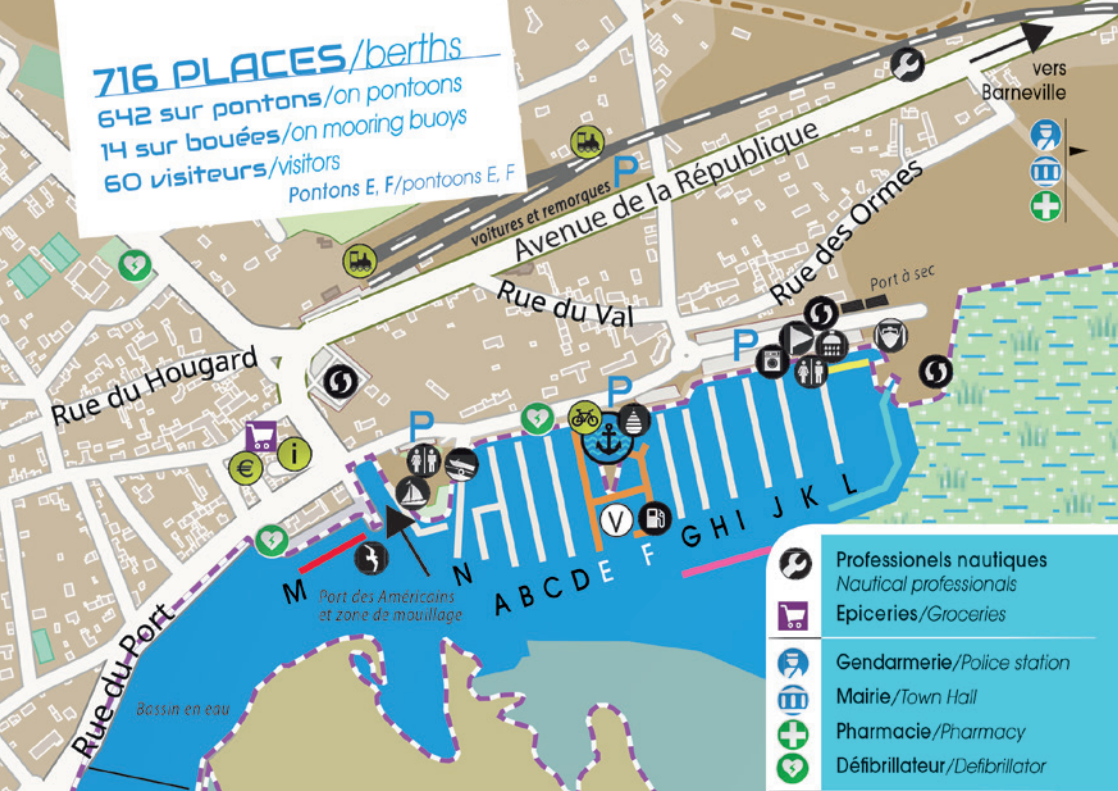 716 PLACES/berths
642 sur pontons/on pontoons
14 sur bouées/on mooring buoys
60 visiteurs/visitors
Pontons E, F/pontoons E, F
vers
Barneville
P
voitures et remorques
Avenue de la République
Rue des Ormes
Port à sec
Rue du Val
Rue du Hougard
P
P
P
i
€
V
M
N
A B C D E F G H I J K L
Port des Américains
et zone de mouillage
Rue du Port
Bassin en eau
Professionels nautiques
Nautical professionals
Epiceries/Groceries
Gendarmerie/Police station
Mairie/Town Hall
Pharmacie/Pharmacy
Défibrillateur/Defibrillator